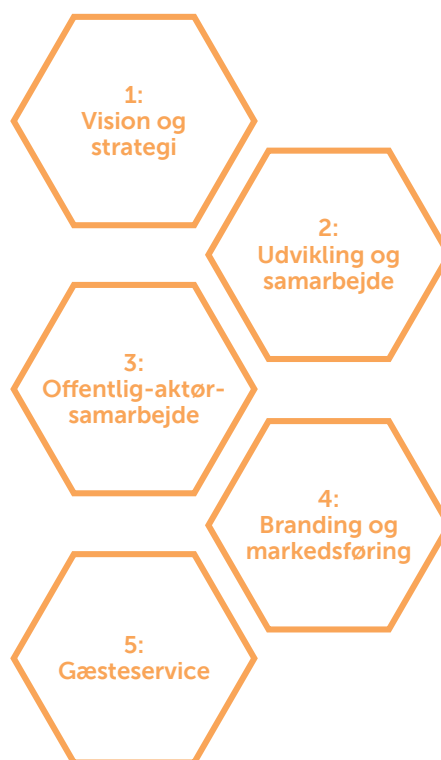 1:
Vision og
strategi
2:
Udvikling og
samarbejde
3:
Offentlig-aktør-
samarbejde
4:
Branding og
markedsføring
5:
Gæsteservice